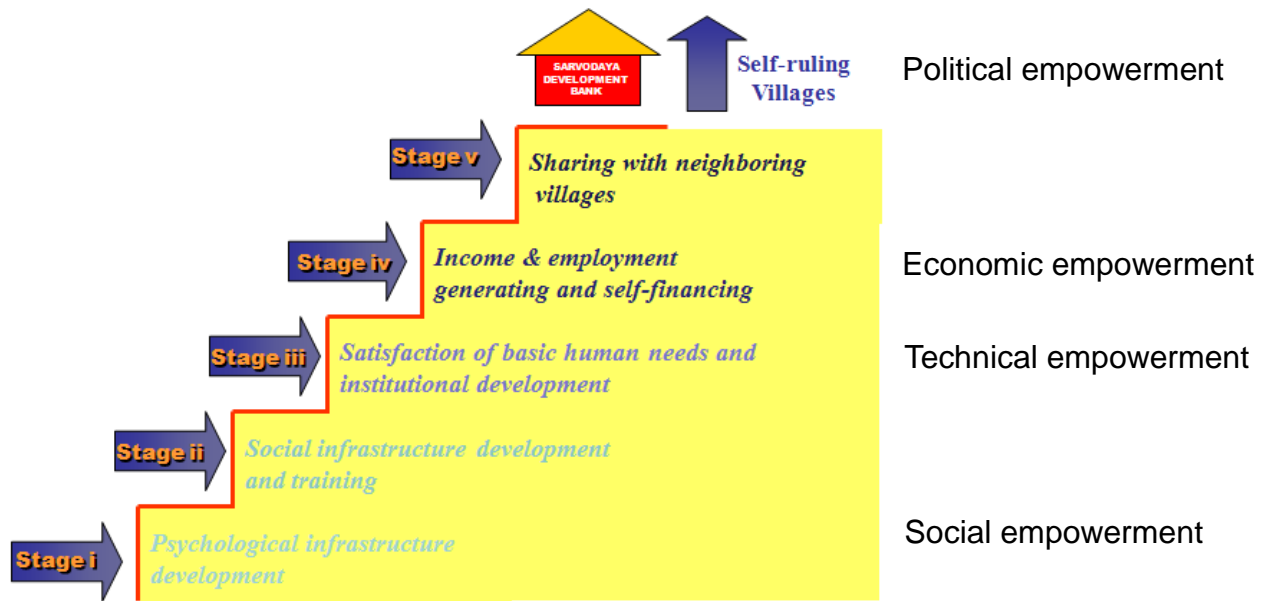 SARVODAYA
DEVELOPMENT
BANK
Self-ruling
Villages
Political empowerment
Stage v
Sharing with neighboring
villages
Stage iv
Income & employment
generating and self-financing
Economic empowerment
Stage iii
Satisfaction of basic human needs and
institutional development
Technical empowerment
Stage ii
Social infrastructure development
and training
Stage i
Psychological infrastructure
development
Social empowerment